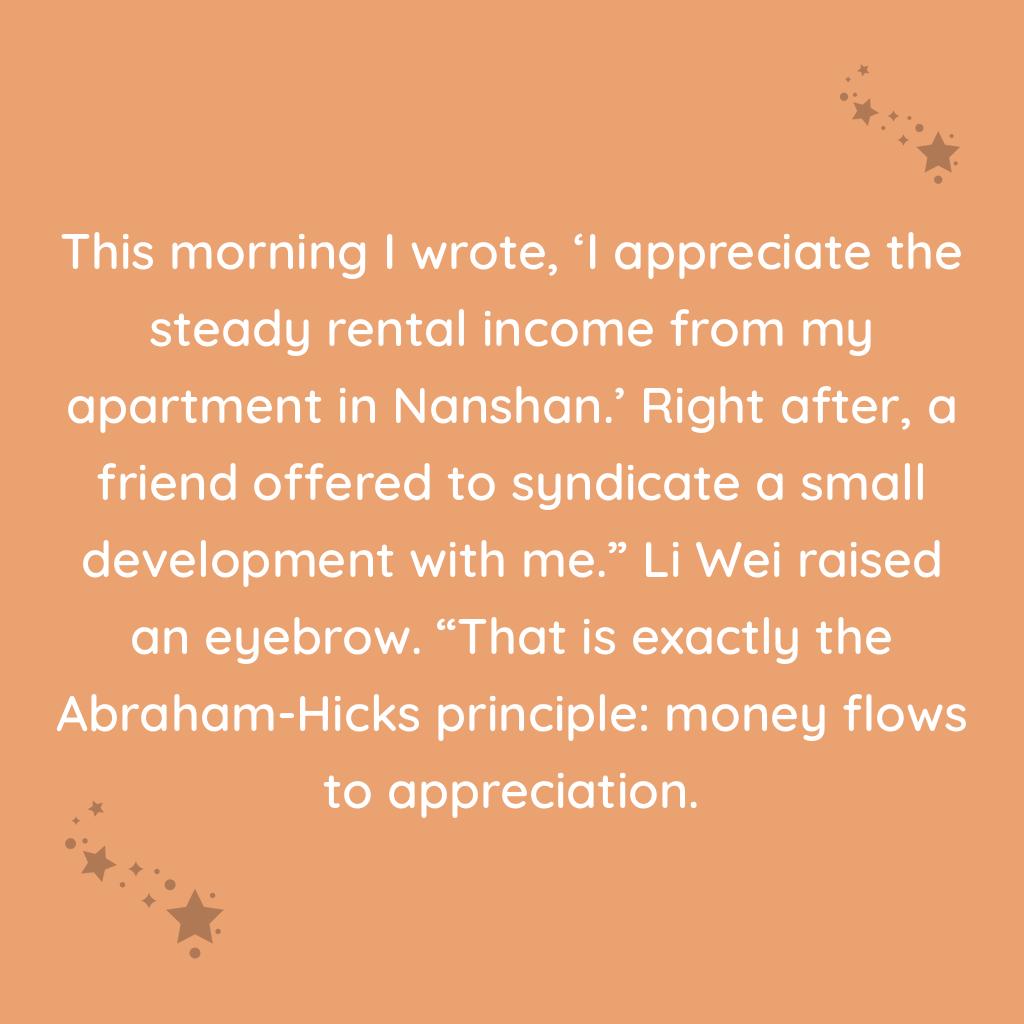 This morning I wrote, ‘I appreciate the
steady rental income from my
apartment in Nanshan.’ Right after, a
friend offered to syndicate a small
development with me.” Li Wei raised
an eyebrow. “That is exactly the
Abraham-Hicks principle: money flows
to appreciation.